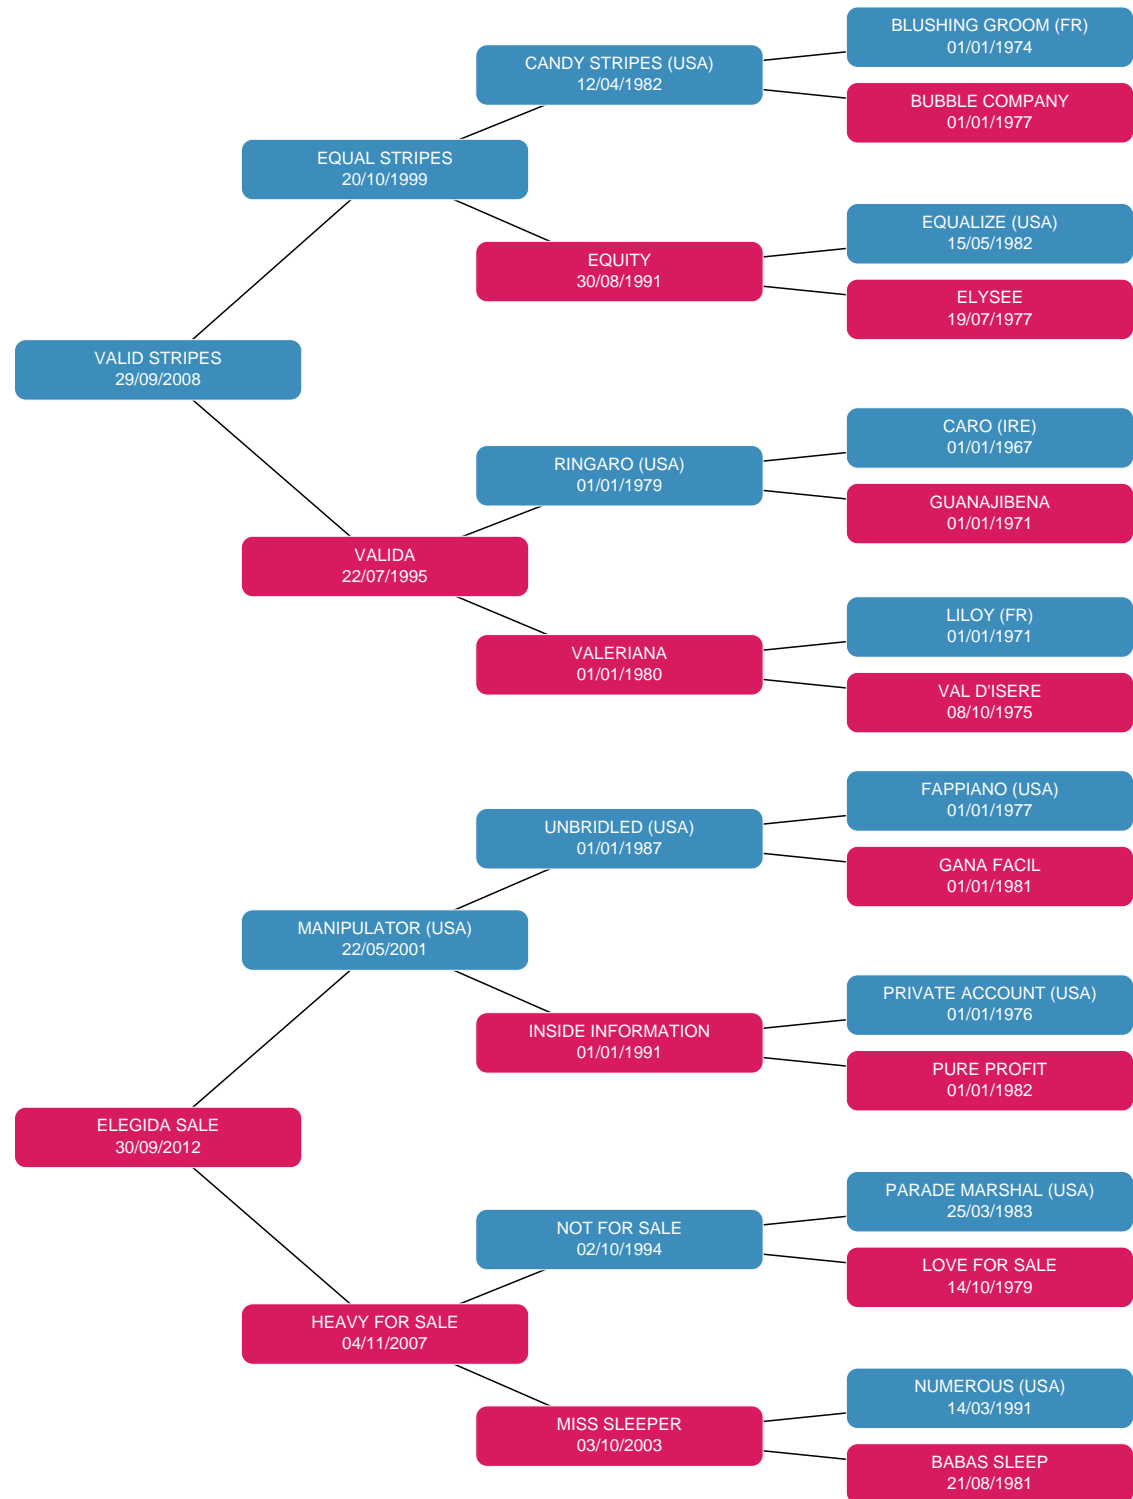 BLUSHING GROOM (FR)
01/01/1974
CANDY STRIPES (USA)
12/04/1982
BUBBLE COMPANY
01/01/1977
EQUAL STRIPES
20/10/1999
EQUALIZE (USA)
15/05/1982
EQUITY
30/08/1991
ELYSEE
19/07/1977
VALID STRIPES
29/09/2008
CARO (IRE)
01/01/1967
RINGARO (USA)
01/01/1979
GUANAJIBENA
01/01/1971
VALIDA
22/07/1995
LILOY (FR)
01/01/1971
VALERIANA
01/01/1980
VAL D'ISERE
08/10/1975
FAPPIANO (USA)
01/01/1977
UNBRIDLED (USA)
01/01/1987
GANA FACIL
01/01/1981
MANIPULATOR (USA)
22/05/2001
PRIVATE ACCOUNT (USA)
01/01/1976
INSIDE INFORMATION
01/01/1991
PURE PROFIT
01/01/1982
ELEGIDA SALE
30/09/2012
PARADE MARSHAL (USA)
25/03/1983
NOT FOR SALE
02/10/1994
LOVE FOR SALE
14/10/1979
HEAVY FOR SALE
04/11/2007
NUMEROUS (USA)
14/03/1991
MISS SLEEPER
03/10/2003
BABAS SLEEP
21/08/1981